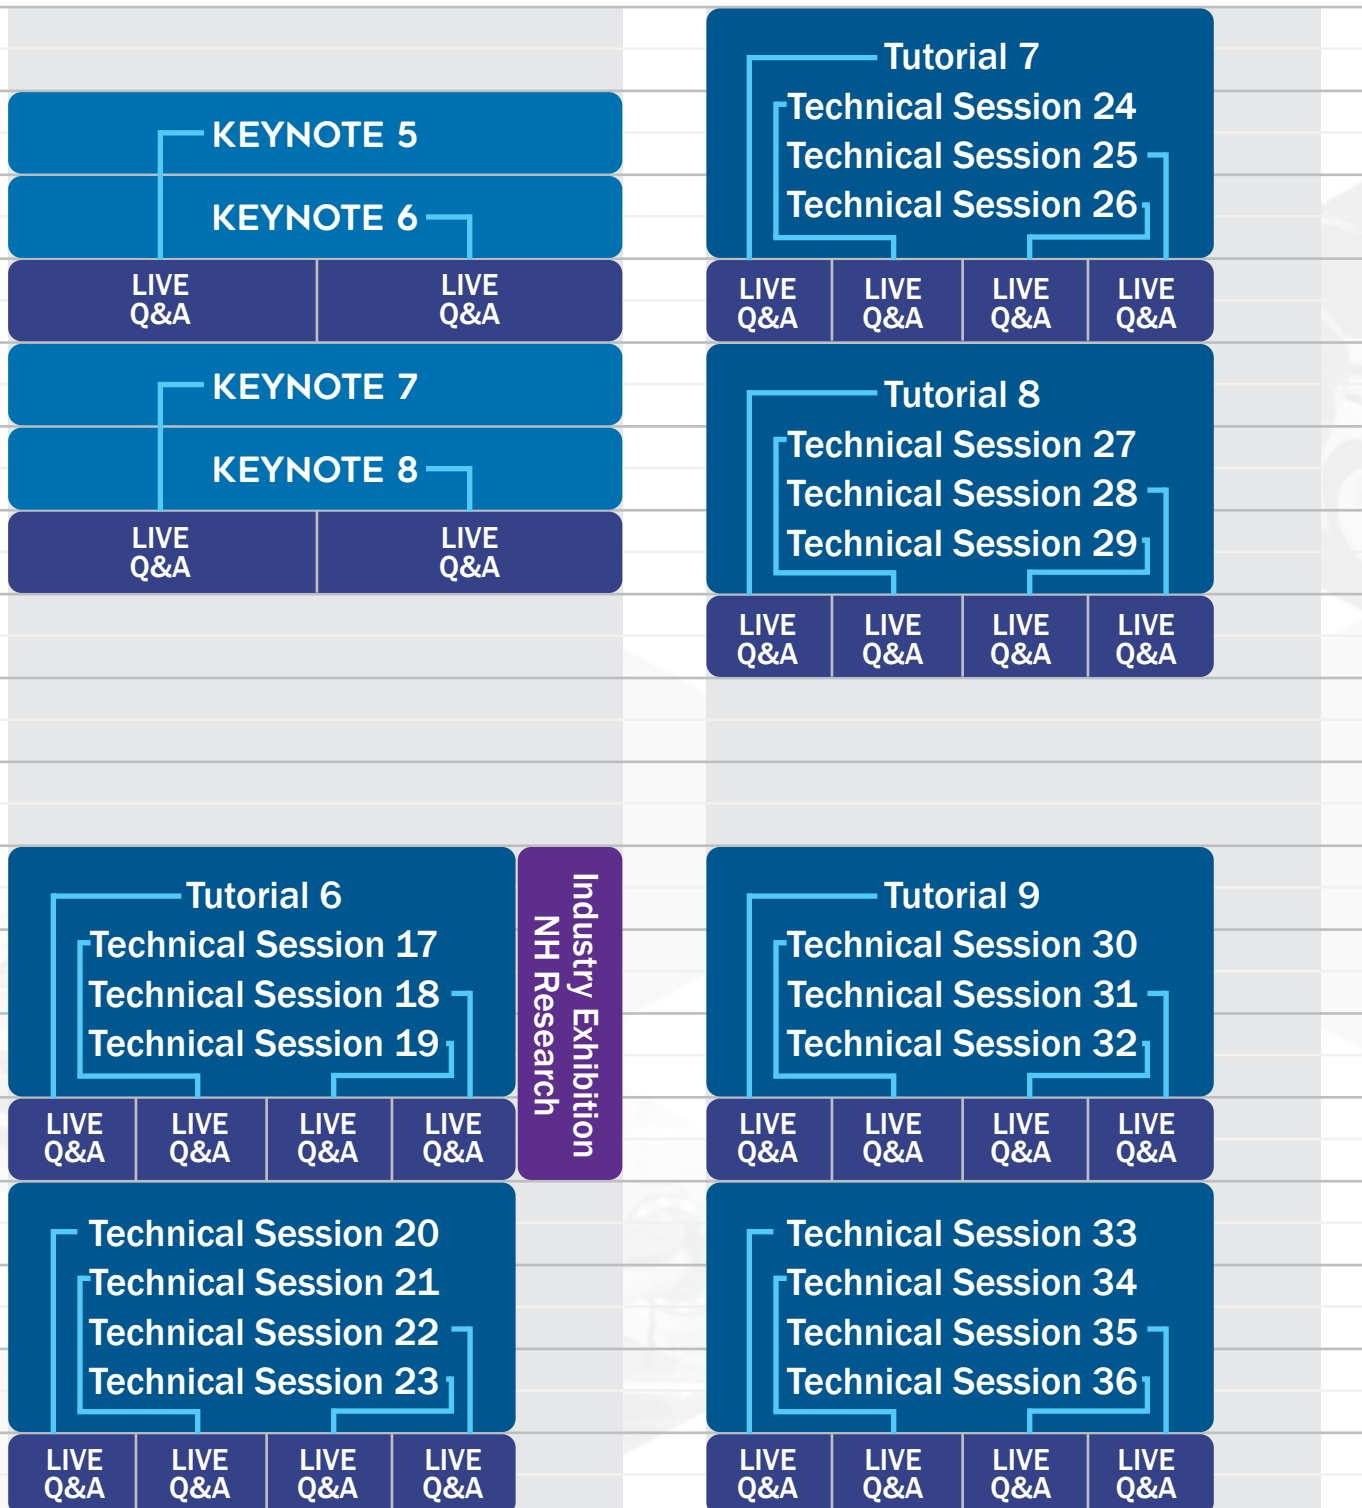 KEYNOTE 5
KEYNOTE 6
LIVE
Q&A
LIVE
Q&A
KEYNOTE 7
KEYNOTE 8
LIVE
Q&A
LIVE
Q&A
Tutorial 6
Technical Session 17
Technical Session 18
Technical Session 19
LIVE
Q&A
LIVE
Q&A
LIVE
Q&A
LIVE
Q&A
Industry Exhibition
NH Research
Technical Session 20
Technical Session 21
Technical Session 22
Technical Session 23
LIVE
Q&A
LIVE
Q&A
LIVE
Q&A
LIVE
Q&A
Tutorial 7
Technical Session 24
Technical Session 25
Technical Session 26
LIVE
Q&A
LIVE
Q&A
LIVE
Q&A
LIVE
Q&A
Tutorial 8
Technical Session 27
Technical Session 28
Technical Session 29
LIVE
Q&A
LIVE
Q&A
LIVE
Q&A
LIVE
Q&A
Tutorial 9
Technical Session 30
Technical Session 31
Technical Session 32
LIVE
Q&A
LIVE
Q&A
LIVE
Q&A
LIVE
Q&A
Technical Session 33
Technical Session 34
Technical Session 35
Technical Session 36
LIVE
Q&A
LIVE
Q&A
LIVE
Q&A
LIVE
Q&A